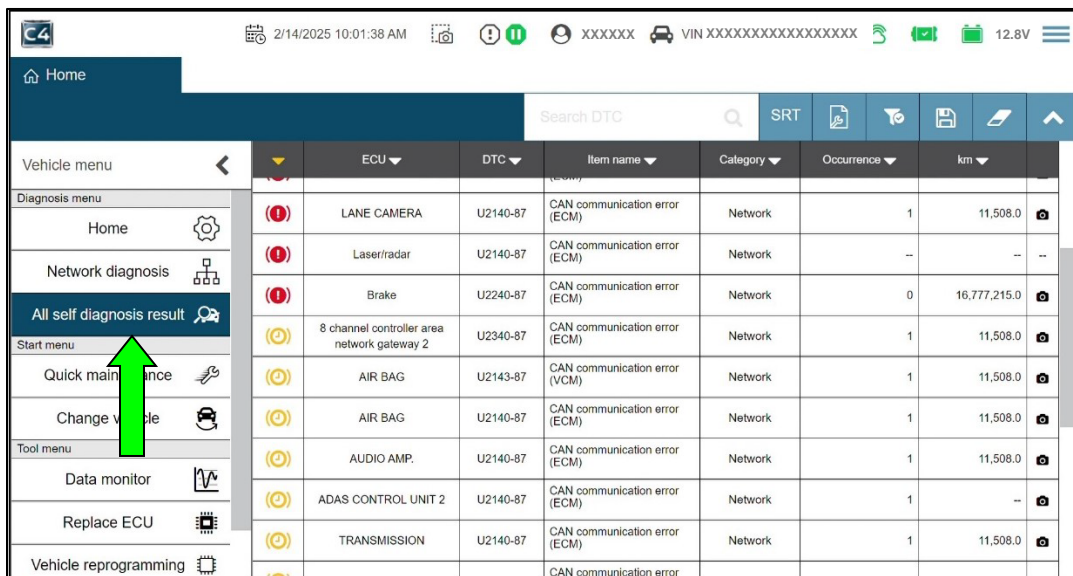 C4
2/14/2025 10:01:38 AM
XXXXXX
VIN XXXXXXXXXXXXXXXXX
12.8V
Home
Search DTC
SRT
Vehicle menu
Diagnosis menu
Home
Network diagnosis
All self diagnosis result
Start menu
Quick maintenance
Change vehicle
Tool menu
Data monitor
Replace ECU
Vehicle reprogramming
ECU DTC Item name Category Occurrence km
LANE CAMERA U2140-87 CAN communication error (ECM) Network 1 11,508.0
Laser/radar U2140-87 CAN communication error (ECM) Network -- -- --
Brake U2240-87 CAN communication error (ECM) Network 0 16,777,215.0
8 channel controller area network gateway 2 U2340-87 CAN communication error (ECM) Network 1 11,508.0
AIR BAG U2143-87 CAN communication error (VCM) Network 1 11,508.0
AIR BAG U2140-87 CAN communication error (ECM) Network 1 11,508.0
AUDIO AMP. U2140-87 CAN communication error (ECM) Network 1 11,508.0
ADAS CONTROL UNIT 2 U2140-87 CAN communication error (ECM) Network 1 --
TRANSMISSION U2140-87 CAN communication error (ECM) Network 1 11,508.0
CAN communication error